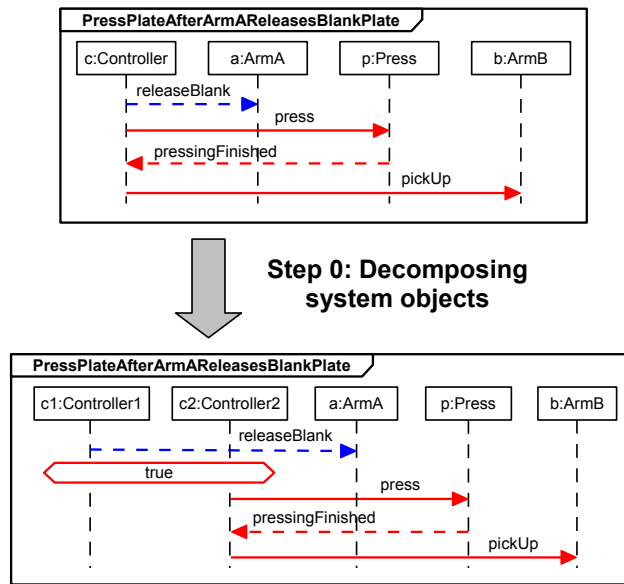 PressPlateAfterArmAReleasesBlankPlate
c:Controller a:ArmA p:Press b:ArmB
releaseBlank
press
pressingFinished
pickUp
Step 0: Decomposing
system objects
PressPlateAfterArmAReleasesBlankPlate
c1:Controller1 c2:Controller2 a:ArmA p:Press b:ArmB
releaseBlank
true
press
pressingFinished
pickUp